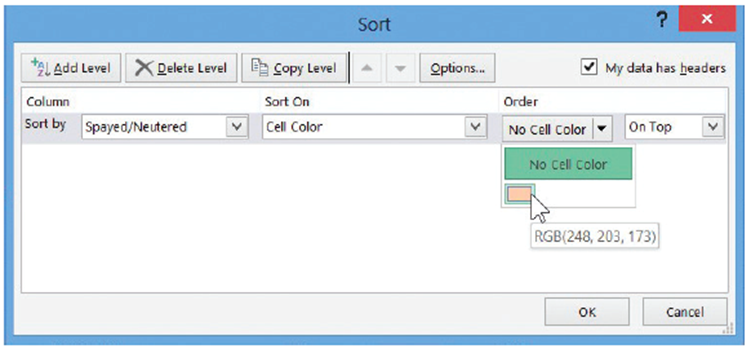 Sort
?
Add Level Delete Level Copy Level Options... My data has headers
Column Sort On Order
Sort by Spayed/Neutered Cell Color No Cell Color On Top
No Cell Color
RGB(248, 203, 173)
OK Cancel